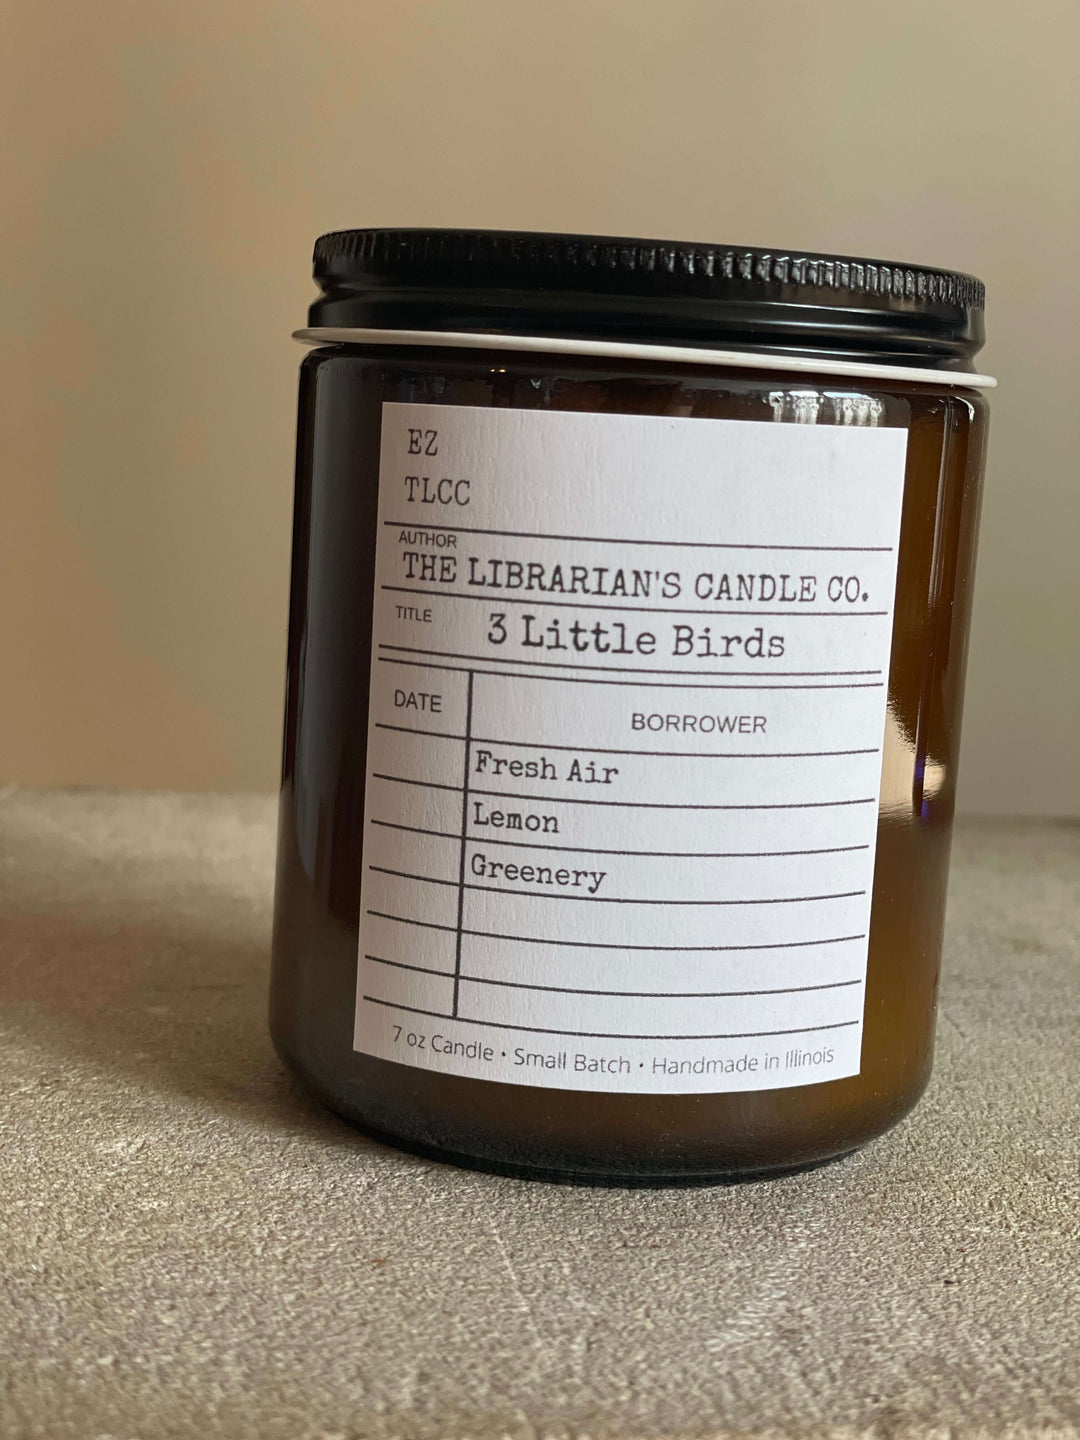 EZ
TLCC
AUTHOR
THE LIBRARIAN'S CANDLE CO.
TITLE 3 Little Birds
DATE BORROWER
Fresh Air
Lemon
Greenery
7 oz Candle • Small Batch • Handmade in Illinois